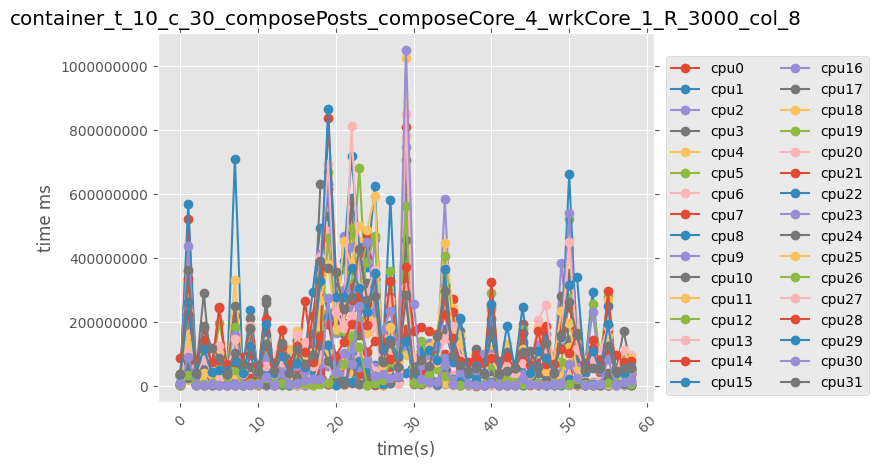 container_t_10_c_30_composePosts_composeCore_4_wrkCore_1_R_3000_col_8
time ms
1000000000
800000000
600000000
400000000
200000000
0
0
10
20
30
40
50
60
time(s)
cpu0
cpu1
cpu2
cpu3
cpu4
cpu5
cpu6
cpu7
cpu8
cpu9
cpu10
cpu11
cpu12
cpu13
cpu14
cpu15
cpu16
cpu17
cpu18
cpu19
cpu20
cpu21
cpu22
cpu23
cpu24
cpu25
cpu26
cpu27
cpu28
cpu29
cpu30
cpu31